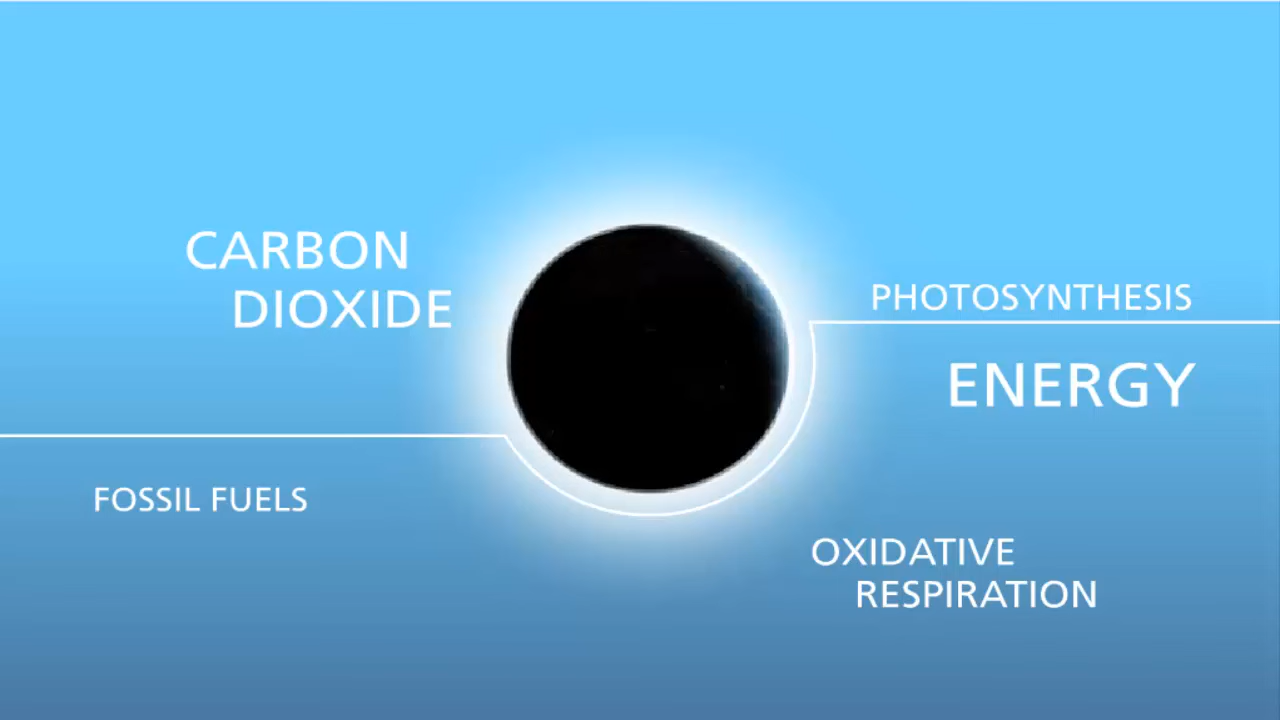 CARBON
DIOXIDE
PHOTOSYNTHESIS
ENERGY
FOSSIL FUELS
OXIDATIVE
RESPIRATION